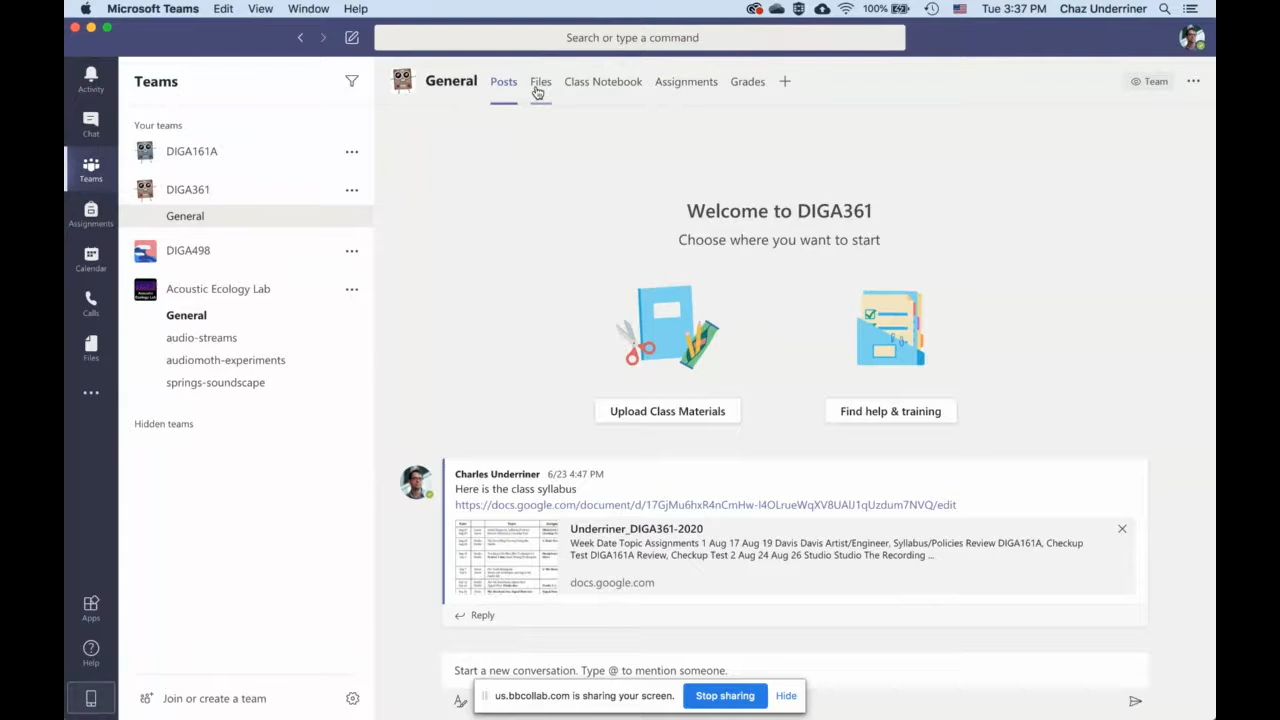 Microsoft Teams Edit View Window Help 100% Tue 3:37 PM Chaz Underriner
Search or type a command
Activity
Chat
Teams
Assignments
Calendar
Calls
Files
Apps
Help
Teams
Your teams
DIGA161A
DIGA361
General
DIGA498
Acoustic Ecology Lab
General
audio-streams
audiomoth-experiments
springs-soundscape
Hidden teams
Join or create a team
General Posts Files Class Notebook Assignments Grades Team
Welcome to DIGA361
Choose where you want to start
Upload Class Materials Find help & training
Charles Underriner 6/23 4:47 PM
Here is the class syllabus
https://docs.google.com/document/d/17GjMu6hxR4nCmHw-I4OLrueWqXV8UAlJ1qUzdum7NVQ/edit
Underriner_DIGA361-2020
Week Date Topic Assignments 1 Aug 17 Aug 19 Davis Davis Artist/Engineer, Syllabus/Policies Review DIGA161A, Checkup
Test DIGA161A Review, Checkup Test 2 Aug 24 Aug 26 Studio Studio The Recording ...
docs.google.com
Reply
Start a new conversation. Type @ to mention someone.
us.bbcollab.com is sharing your screen. Stop sharing Hide